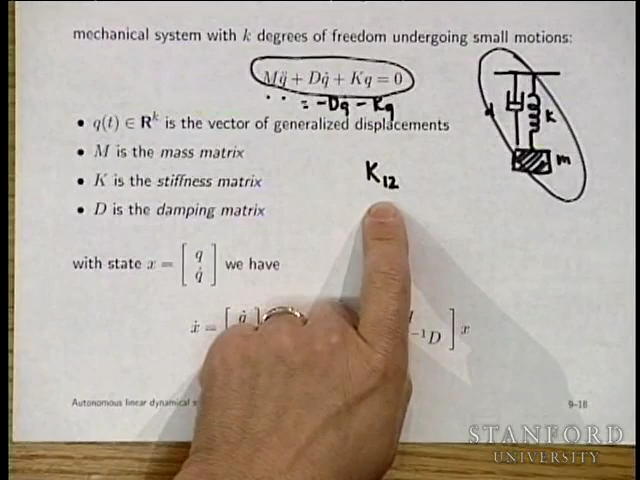 mechanical system with k degrees of freedom undergoing small motions:
Mq̈ + Dq̇ + Kq = 0
= -Dq̇ - Kq
• q(t) ∈ R^k is the vector of generalized displacements
• M is the mass matrix
• K is the stiffness matrix
• D is the damping matrix
d
k
m
K₁₂
with state x = [ q q̇ ] we have
ẋ = [ q̇
⁻¹D ] x
Autonomous linear dynamical s
9–18
STANFORD
UNIVERSITY